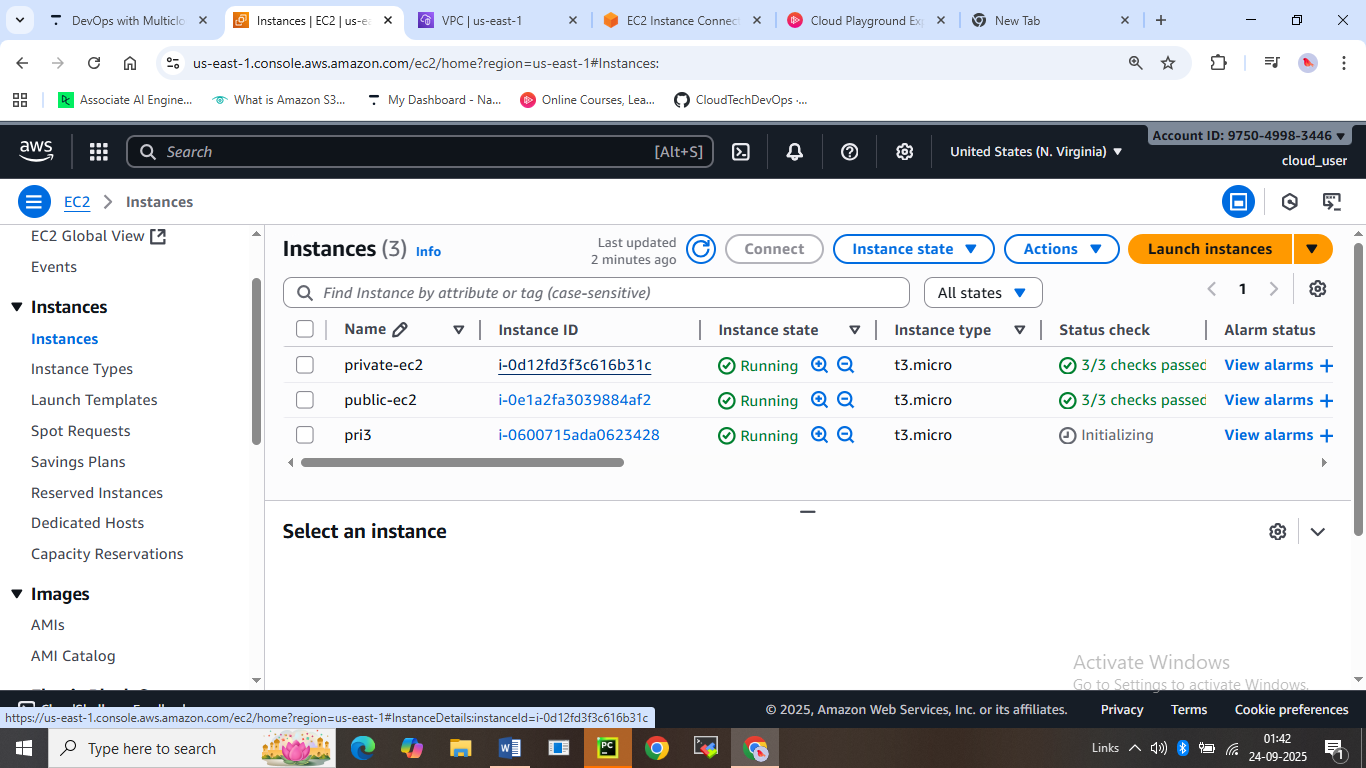 DevOps with Multiclo
Instances | EC2 | us-ea
VPC | us-east-1
EC2 Instance Connect
Cloud Playground Exp
New Tab
us-east-1.console.aws.amazon.com/ec2/home?region=us-east-1#Instances:
Associate AI Engine...
What is Amazon S3...
My Dashboard - Na...
Online Courses, Lea...
CloudTechDevOps -...
aws
Search
[Alt+S]
United States (N. Virginia)
Account ID: 9750-4998-3446
cloud_user
EC2
Instances
EC2 Global View
Events
Instances
Instances
Instance Types
Launch Templates
Spot Requests
Savings Plans
Reserved Instances
Dedicated Hosts
Capacity Reservations
Images
AMIs
AMI Catalog
Instances (3) Info
Last updated
2 minutes ago
Connect
Instance state
Actions
Launch instances
Find Instance by attribute or tag (case-sensitive)
All states
1
Name Instance ID Instance state Instance type Status check Alarm status
private-ec2 i-0d12fd3f3c616b31c Running t3.micro 3/3 checks passed View alarms
public-ec2 i-0e1a2fa3039884af2 Running t3.micro 3/3 checks passed View alarms
pri3 i-0600715ada0623428 Running t3.micro Initializing View alarms
Select an instance
Activate Windows
Go to Settings to activate Windows.
© 2025, Amazon Web Services, Inc. or its affiliates. Privacy Terms Cookie preferences
https://us-east-1.console.aws.amazon.com/ec2/home?region=us-east-1#InstanceDetails:instanceId=i-0d12fd3f3c616b31c
Type here to search
PC
Links
01:42
24-09-2025
1